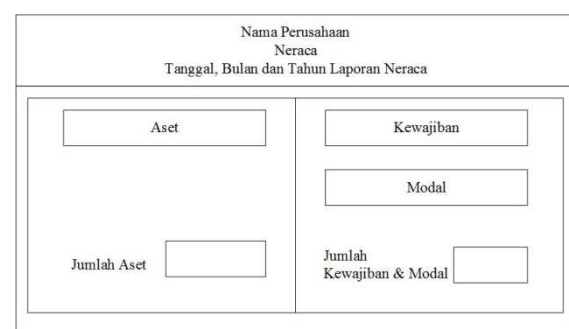 Nama Perusahaan
Neraca
Tanggal, Bulan dan Tahun Laporan Neraca
Aset
Kewajiban
Modal
Jumlah Aset
Jumlah
Kewajiban & Modal